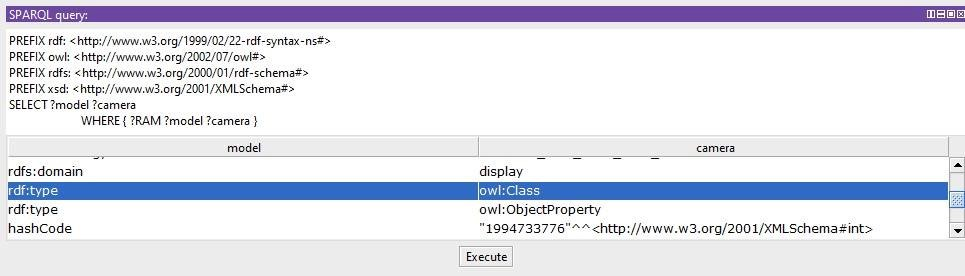 SPARQL query:
PREFIX rdf: <http://www.w3.org/1999/02/22-rdf-syntax-ns#>
PREFIX owl: <http://www.w3.org/2002/07/owl#>
PREFIX rdfs: <http://www.w3.org/2000/01/rdf-schema#>
PREFIX xsd: <http://www.w3.org/2001/XMLSchema#>
SELECT ?model ?camera
WHERE { ?RAM ?model ?camera }
model camera
rdfs:domain display
rdf:type owl:Class
rdf:type owl:ObjectProperty
hashCode "1994733776"^^<http://www.w3.org/2001/XMLSchema#int>
Execute